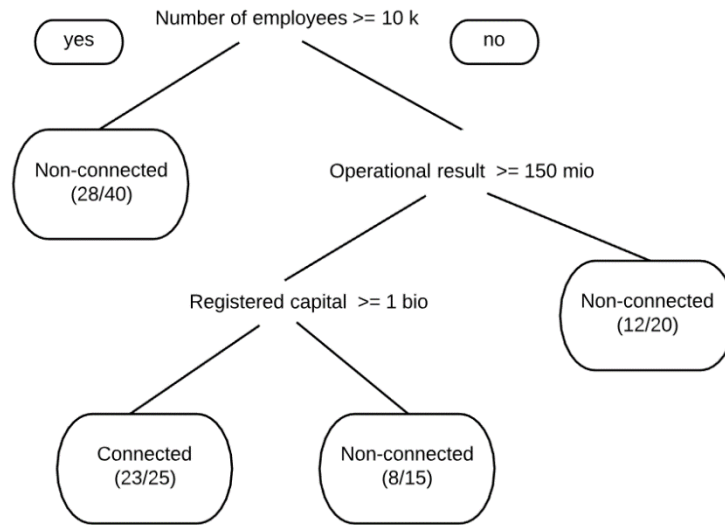 Number of employees >= 10 k
yes
no
Non-connected
(28/40)
Operational result >= 150 mio
Registered capital >= 1 bio
Non-connected
(12/20)
Connected
(23/25)
Non-connected
(8/15)